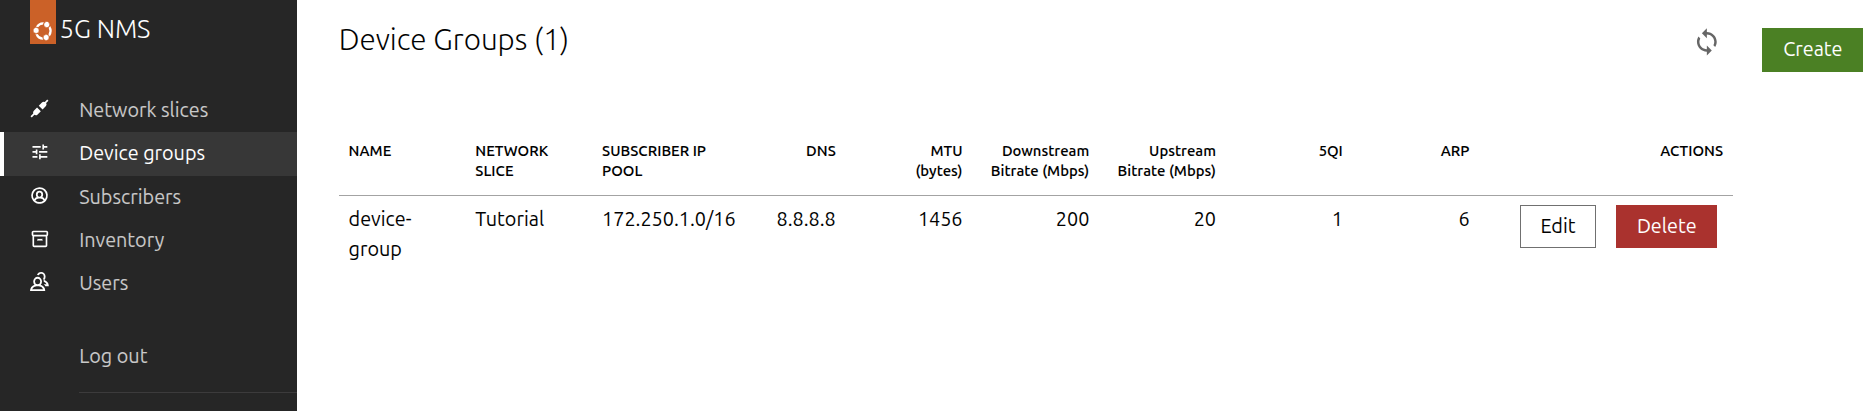 5G NMS
Network slices
Device groups
Subscribers
Inventory
Users
Log out
Device Groups (1)
Create
NAME NETWORK SLICE SUBSCRIBER IP POOL DNS MTU (bytes) Downstream Bitrate (Mbps) Upstream Bitrate (Mbps) 5QI ARP ACTIONS
device-group Tutorial 172.250.1.0/16 8.8.8.8 1456 200 20 1 6 Edit Delete